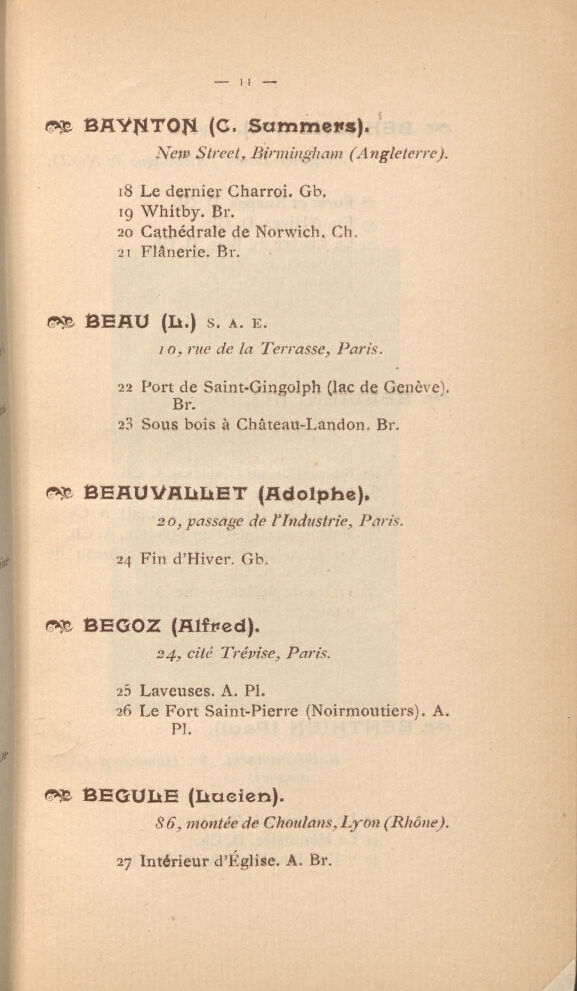 — 11 —
BAYNTON (C. Summers).
New Street, Birmingham (Angleterre).
18 Le dernier Charroi. Gb.
19 Whitby. Br.
20 Cathédrale de Norwich. Ch.
21 Flânerie. Br.
BEAU (L.) S. A. E.
10, rue de la Terrasse, Paris.
22 Port de Saint-Gingolph (lac de Genève).
Br.
23 Sous bois à Château-Landon. Br.
BEAUVALLET (Adolphe).
20, passage de l'Industrie, Paris.
24 Fin d'Hiver. Gb.
BEGOZ (Alfred).
24, cité Trévise, Paris.
25 Laveuses. A. Pl.
26 Le Fort Saint-Pierre (Noirmoutiers). A.
Pl.
BEGULE (Lucien).
86, montée de Choulans, Lyon (Rhône).
27 Intérieur d'Église. A. Br.